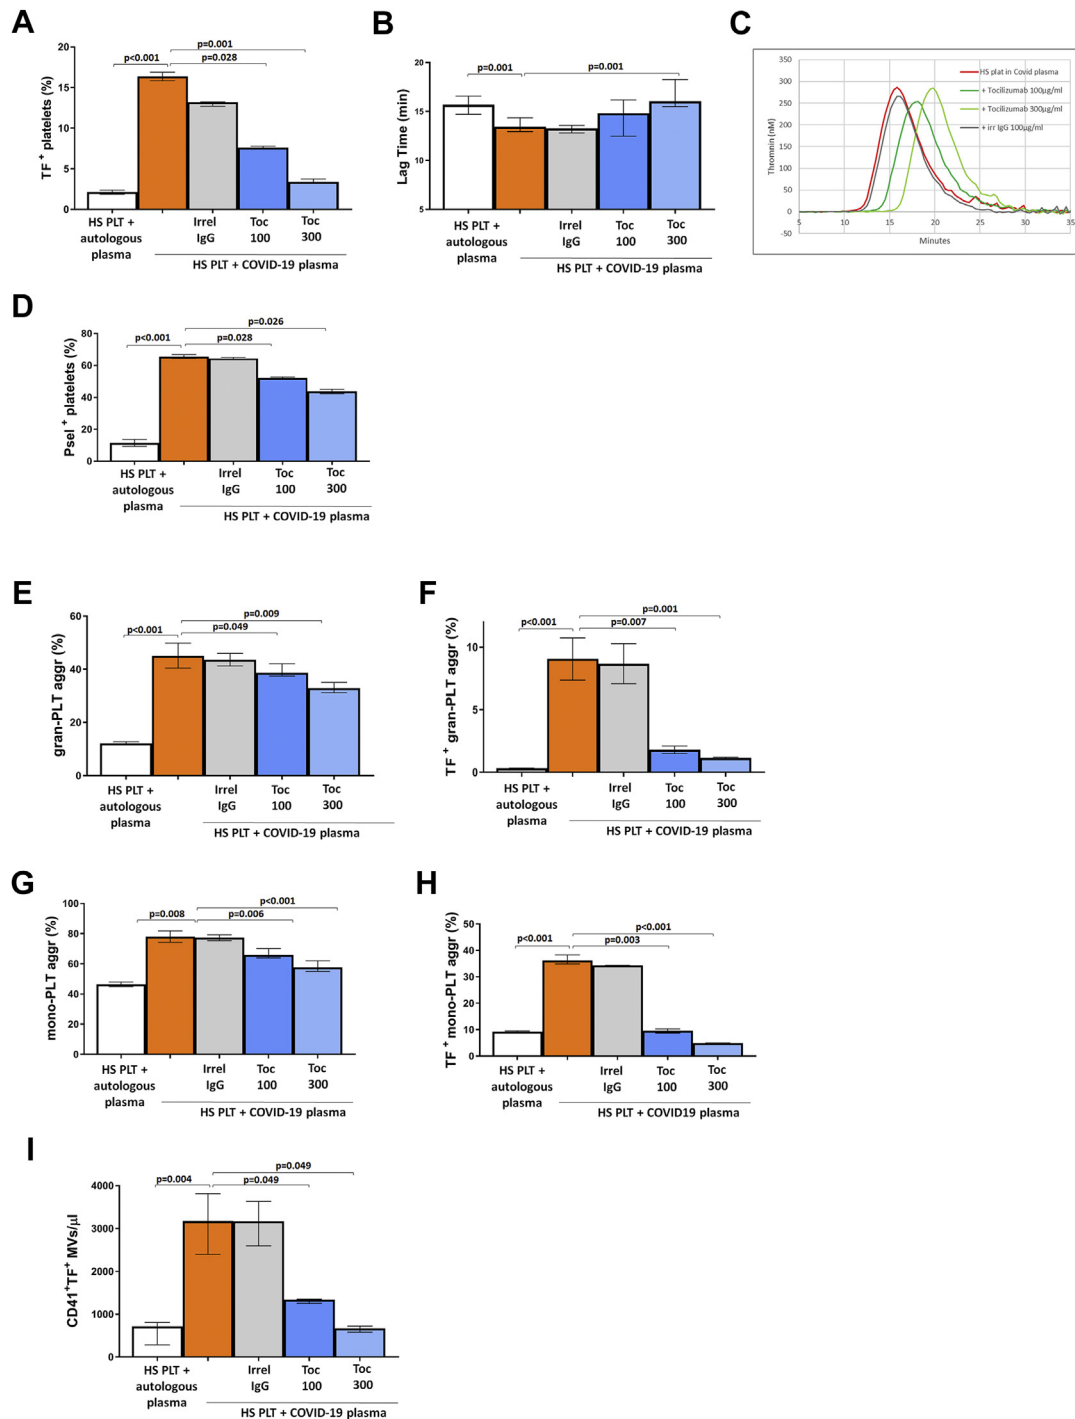 A
TF + platelets (%)
20
15
10
5
0
p=0.001
p<0.001
p=0.028
HS PLT +
autologous
plasma
Irrel
IgG
Toc
100
Toc
300
HS PLT + COVID-19 plasma
B
Lag Time (min)
20
15
10
5
0
p=0.001
p=0.001
HS PLT +
autologous
plasma
Irrel
IgG
Toc
100
Toc
300
HS PLT + COVID-19 plasma
C
Thromnin (nM)
350
300
250
200
150
100
50
0
-50
HS plat in Covid plasma
+ Tocilizumab 100µg/ml
+ Tocilizumab 300µg/ml
+ irr IgG 100µg/ml
5 10 15 20 25 30 35
Minutes
D
Psel + platelets (%)
80
60
40
20
0
p=0.026
p<0.001
p=0.028
HS PLT +
autologous
plasma
Irrel
IgG
Toc
100
Toc
300
HS PLT + COVID-19 plasma
E
gran-PLT aggr (%)
60
40
20
0
p=0.009
p<0.001
p=0.049
HS PLT +
autologous
plasma
Irrel
IgG
Toc
100
Toc
300
HS PLT + COVID-19 plasma
F
TF + gran-PLT aggr (%)
10
5
0
p=0.001
p<0.001
p=0.007
HS PLT +
autologous
plasma
Irrel
IgG
Toc
100
Toc
300
HS PLT + COVID-19 plasma
G
mono-PLT aggr (%)
100
80
60
40
20
0
p<0.001
p=0.008
p=0.006
HS PLT +
autologous
plasma
Irrel
IgG
Toc
100
Toc
300
HS PLT + COVID-19 plasma
H
TF + mono-PLT aggr (%)
50
40
30
20
10
0
p<0.001
p<0.001
p=0.003
HS PLT +
autologous
plasma
Irrel
IgG
Toc
100
Toc
300
HS PLT + COVID19 plasma
I
CD41+TF+ MVs/µl
4000
3000
2000
1000
0
p=0.049
p=0.004
p=0.049
HS PLT +
autologous
plasma
Irrel
IgG
Toc
100
Toc
300
HS PLT + COVID-19 plasma